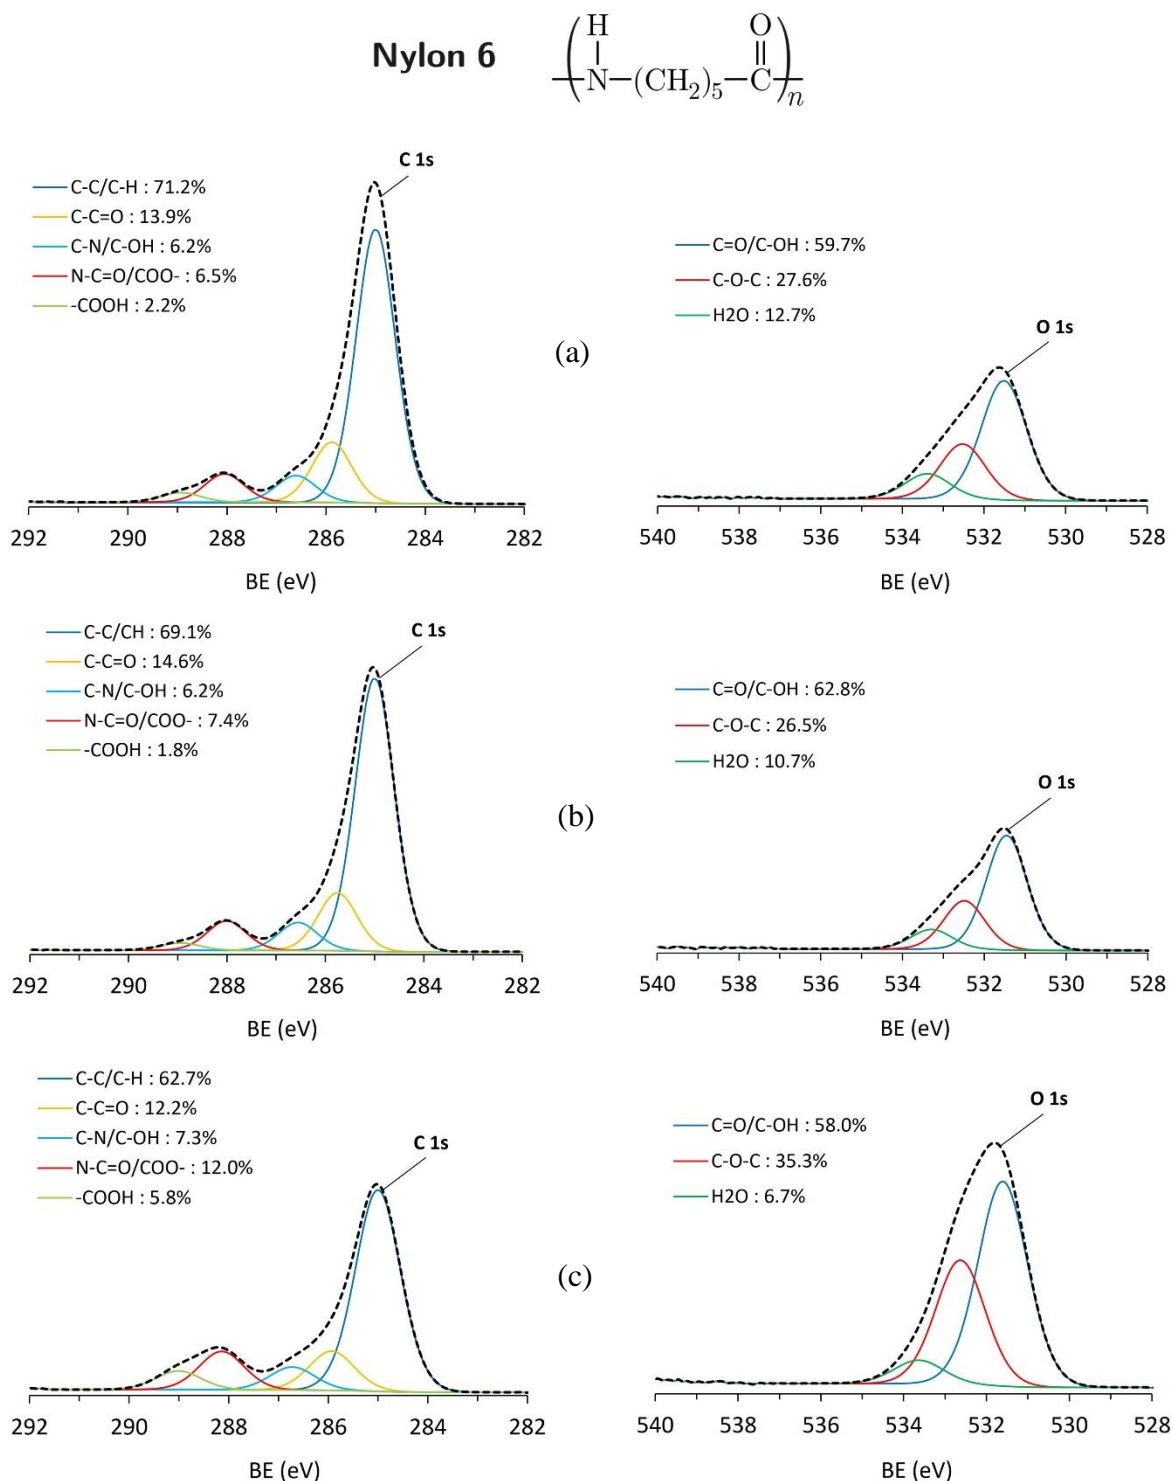 Nylon 6
H
O
N
(CH2)5
C
n
C 1s
C-C/C-H : 71.2%
C-C=O : 13.9%
C-N/C-OH : 6.2%
N-C=O/COO- : 6.5%
-COOH : 2.2%
292 290 288 286 284 282
BE (eV)
(a)
C=O/C-OH : 59.7%
C-O-C : 27.6%
H2O : 12.7%
O 1s
540 538 536 534 532 530 528
BE (eV)
C-C/CH : 69.1%
C-C=O : 14.6%
C-N/C-OH : 6.2%
N-C=O/COO- : 7.4%
-COOH : 1.8%
C 1s
292 290 288 286 284 282
BE (eV)
(b)
C=O/C-OH : 62.8%
C-O-C : 26.5%
H2O : 10.7%
O 1s
540 538 536 534 532 530 528
BE (eV)
C-C/C-H : 62.7%
C-C=O : 12.2%
C-N/C-OH : 7.3%
N-C=O/COO- : 12.0%
-COOH : 5.8%
C 1s
292 290 288 286 284 282
BE (eV)
(c)
O 1s
C=O/C-OH : 58.0%
C-O-C : 35.3%
H2O : 6.7%
540 538 536 534 532 530 528
BE (eV)